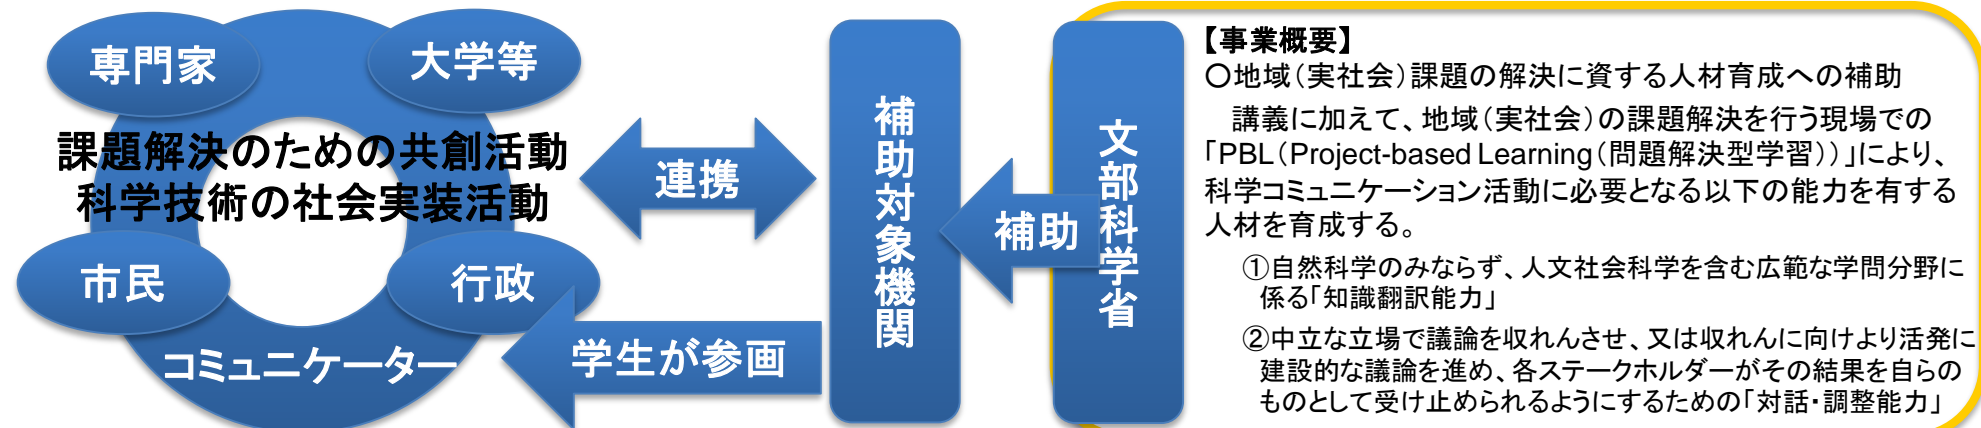 専門家
大学等
課題解決のための共創活動
科学技術の社会実装活動
市民
行政
コミュニケーター
連携
学生が参画
補助対象機関
補助
文部科学省
【事業概要】
〇地域（実社会）課題の解決に資する人材育成への補助
講義に加えて、地域（実社会）の課題解決を行う現場での
「PBL（Project-based Learning（問題解決型学習））」により、
科学コミュニケーション活動に必要となる以下の能力を有する
人材を育成する。
①自然科学のみならず、人文社会科学を含む広範な学問分野に
係る「知識翻訳能力」
②中立な立場で議論を収れんさせ、又は収れんに向けより活発に
建設的な議論を進め、各ステークホルダーがその結果を自らの
ものとして受け止められるようにするための「対話・調整能力」